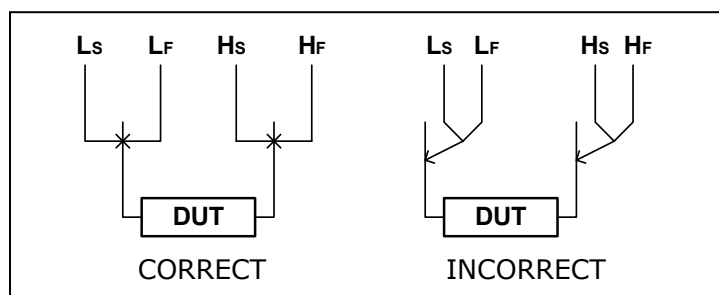 LS LF HS HF LS LF HS HF
DUT DUT
CORRECT INCORRECT